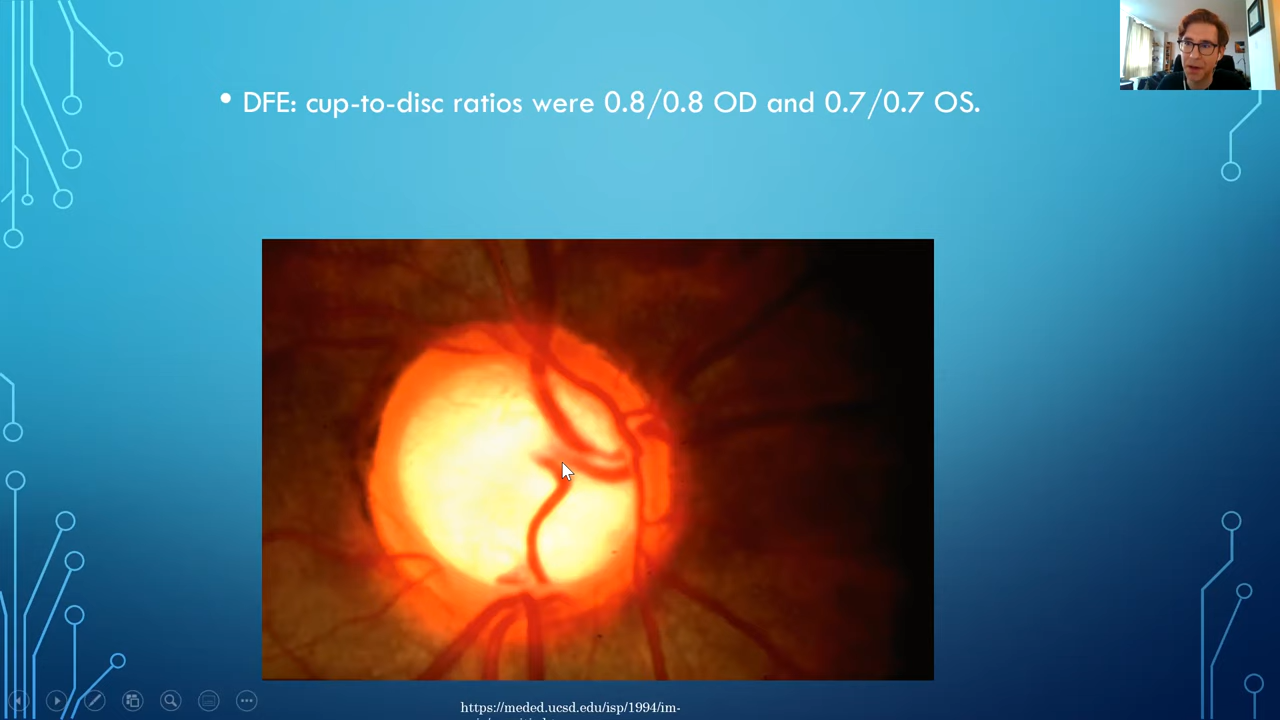 • DFE: cup-to-disc ratios were 0.8/0.8 OD and 0.7/0.7 OS.
https://meded.ucsd.edu/isp/1994/im-